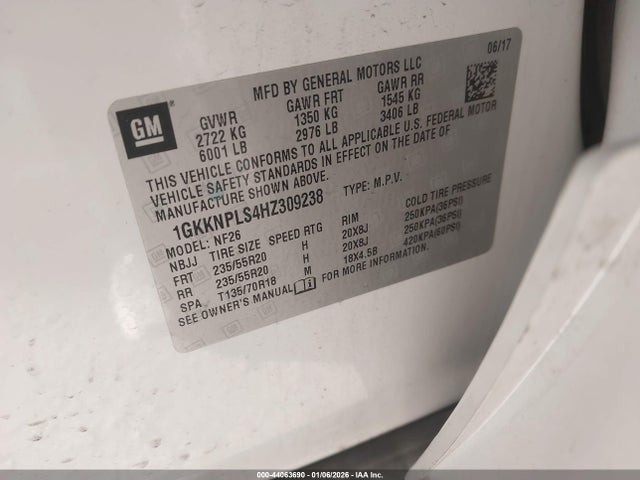 06/17
MFD BY GENERAL MOTORS LLC
GM
GVWR GAWR FRT GAWR RR
2722 KG 1350 KG 1545 KG
6001 LB 2976 LB 3406 LB
THIS VEHICLE CONFORMS TO ALL APPLICABLE U.S. FEDERAL MOTOR
VEHICLE SAFETY STANDARDS IN EFFECT ON THE DATE OF
MANUFACTURE SHOWN ABOVE.
1GKKNPLS4HZ309238 TYPE: M.P.V.
MODEL: NF26
NBJJ TIRE SIZE SPEED RTG RIM COLD TIRE PRESSURE
FRT 235/55R20 H 20X8J 250KPA(36PSI)
RR 235/55R20 H 20X8J 250KPA(36PSI)
SPA T135/70R18 M 18X4.5B 420KPA(60PSI)
SEE OWNER'S MANUAL FOR MORE INFORMATION.
000-44063690 - 01/06/2026 - IAA Inc.